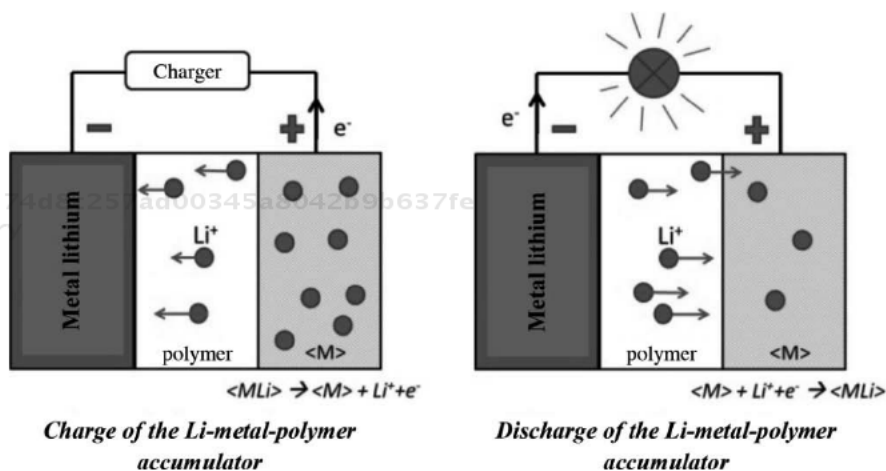 Charger
e⁻
Metal lithium
Li⁺
polymer
<M>
<MLi> → <M> + Li⁺+e⁻
Charge of the Li-metal-polymer
accumulator
e⁻
Metal lithium
Li⁺
polymer
<M>
<M> + Li⁺+e⁻ → <MLi>
Discharge of the Li-metal-polymer
accumulator